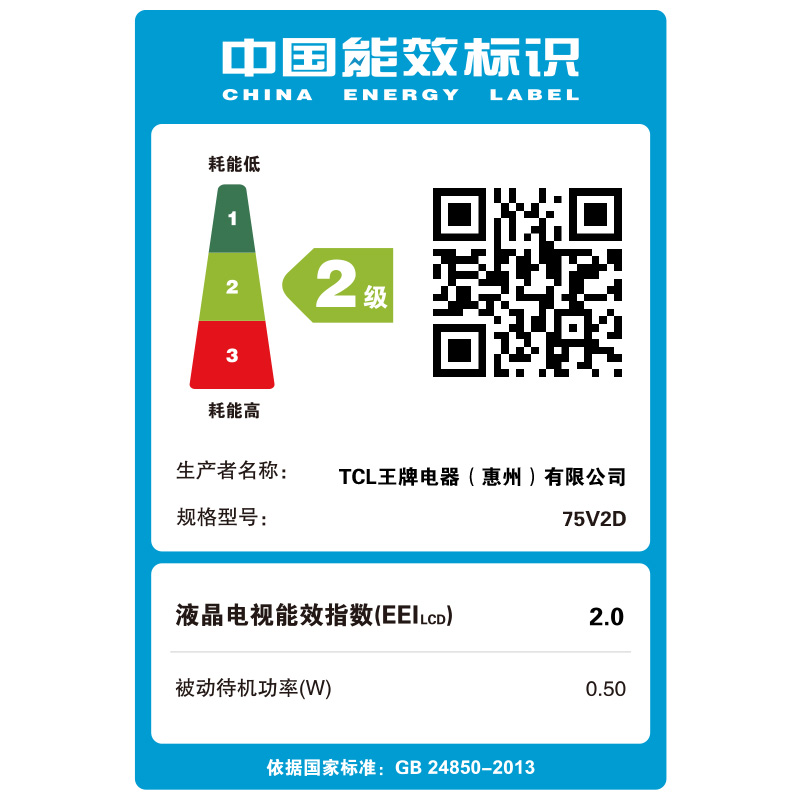 中国能效标识
CHINA ENERGY LABEL
耗能低
1
2
3
2级
耗能高
生产者名称： TCL王牌电器（惠州）有限公司
规格型号： 75V2D
液晶电视能效指数(EEILCD) 2.0
被动待机功率(W) 0.50
依据国家标准：GB 24850-2013